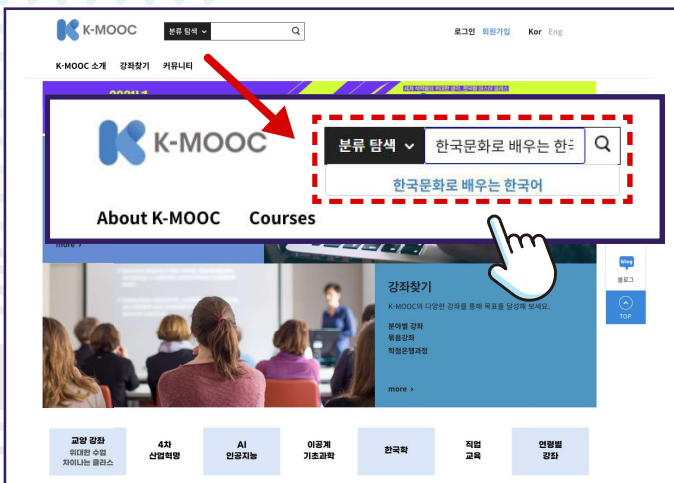 K-MOOC
분류 탐색
로그인 회원가입 Kor Eng
K-MOOC 소개 강좌찾기 커뮤니티
K-MOOC
분류 탐색
한국문화로 배우는 한
한국문화로 배우는 한국어
About K-MOOC Courses
more ›
강좌찾기
K-MOOC의 다양한 강좌를 통해 목표를 달성해 보세요.
분야별 강좌
묶음강좌
학점은행과정
more ›
blog
블로그
TOP
교양 강좌
위대한 수업
차이나는 클라스
4차
산업혁명
AI
인공지능
이공계
기초과학
한국학
직업
교육
연령별
강좌